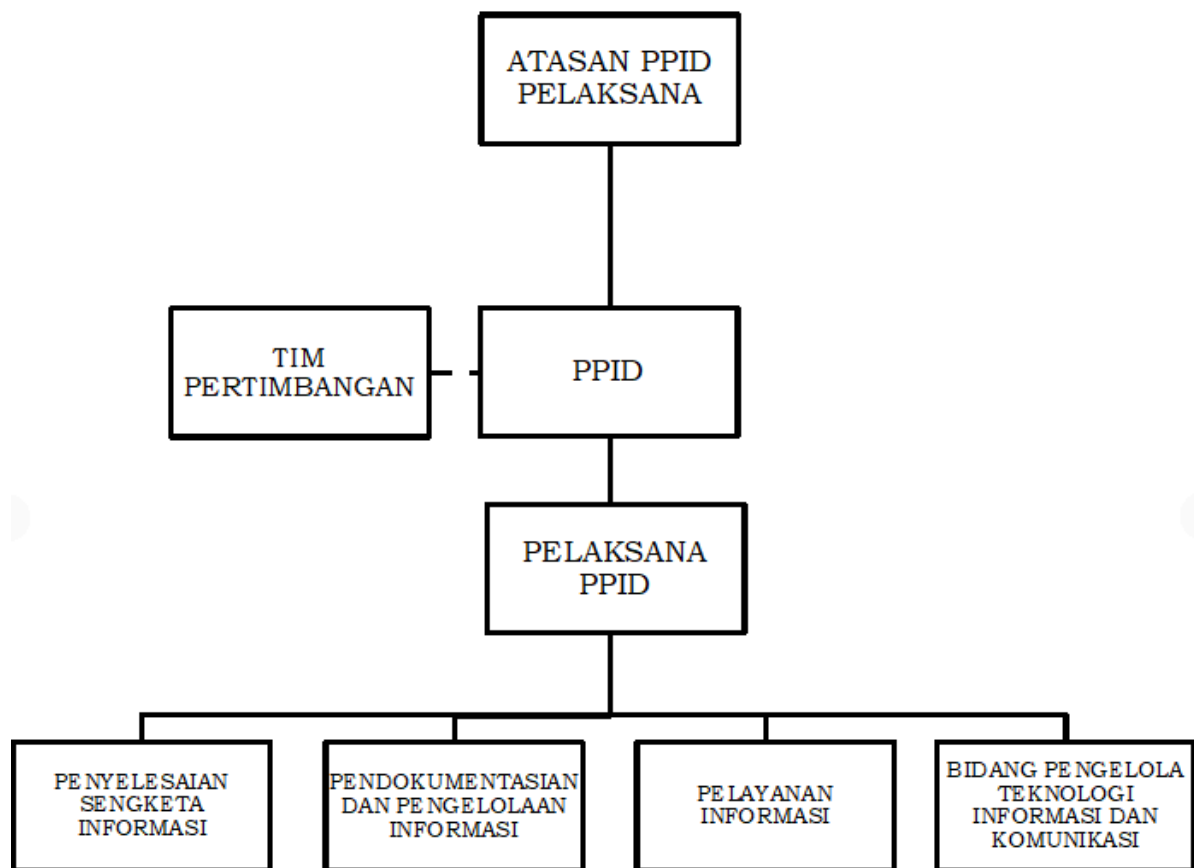 ATASAN PPID
PELAKSANA
TIM
PERTIMBANGAN
PPID
PELAKSANA
PPID
PENYELESAIAN
SENGKETA
INFORMASI
PENDOKUMENTASIAN
DAN PENGELOLAAN
INFORMASI
PELAYANAN
INFORMASI
BIDANG PENGELOLA
TEKNOLOGI
INFORMASI DAN
KOMUNIKASI